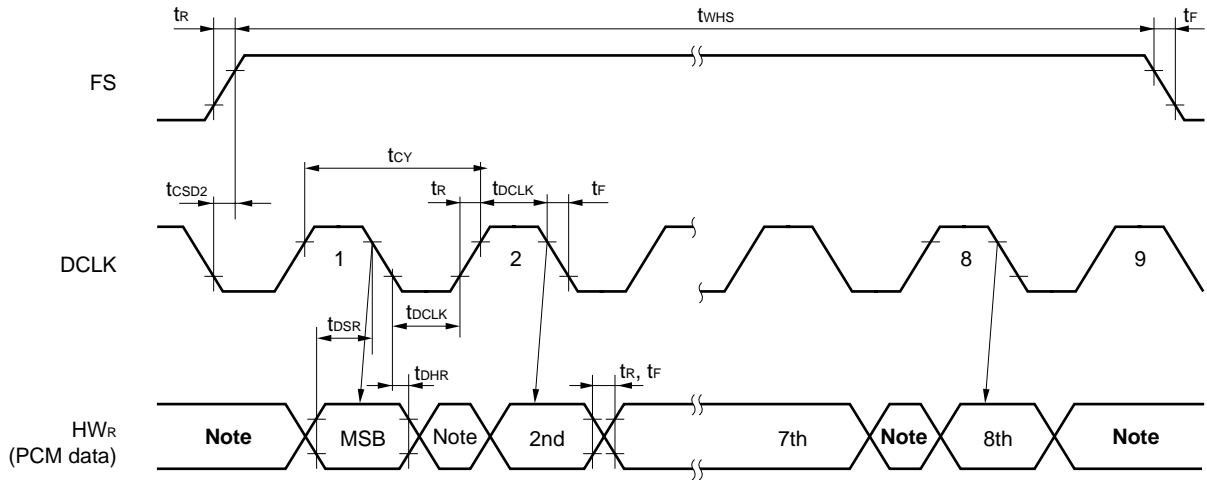 tR tWHS tF
FS
tCY
tCSD2 tR tDCLK tF
DCLK 1 2 8 9
tDSR tDCLK
tDHR tR, tF
HWR
(PCM data)
Note MSB Note 2nd 7th Note 8th Note